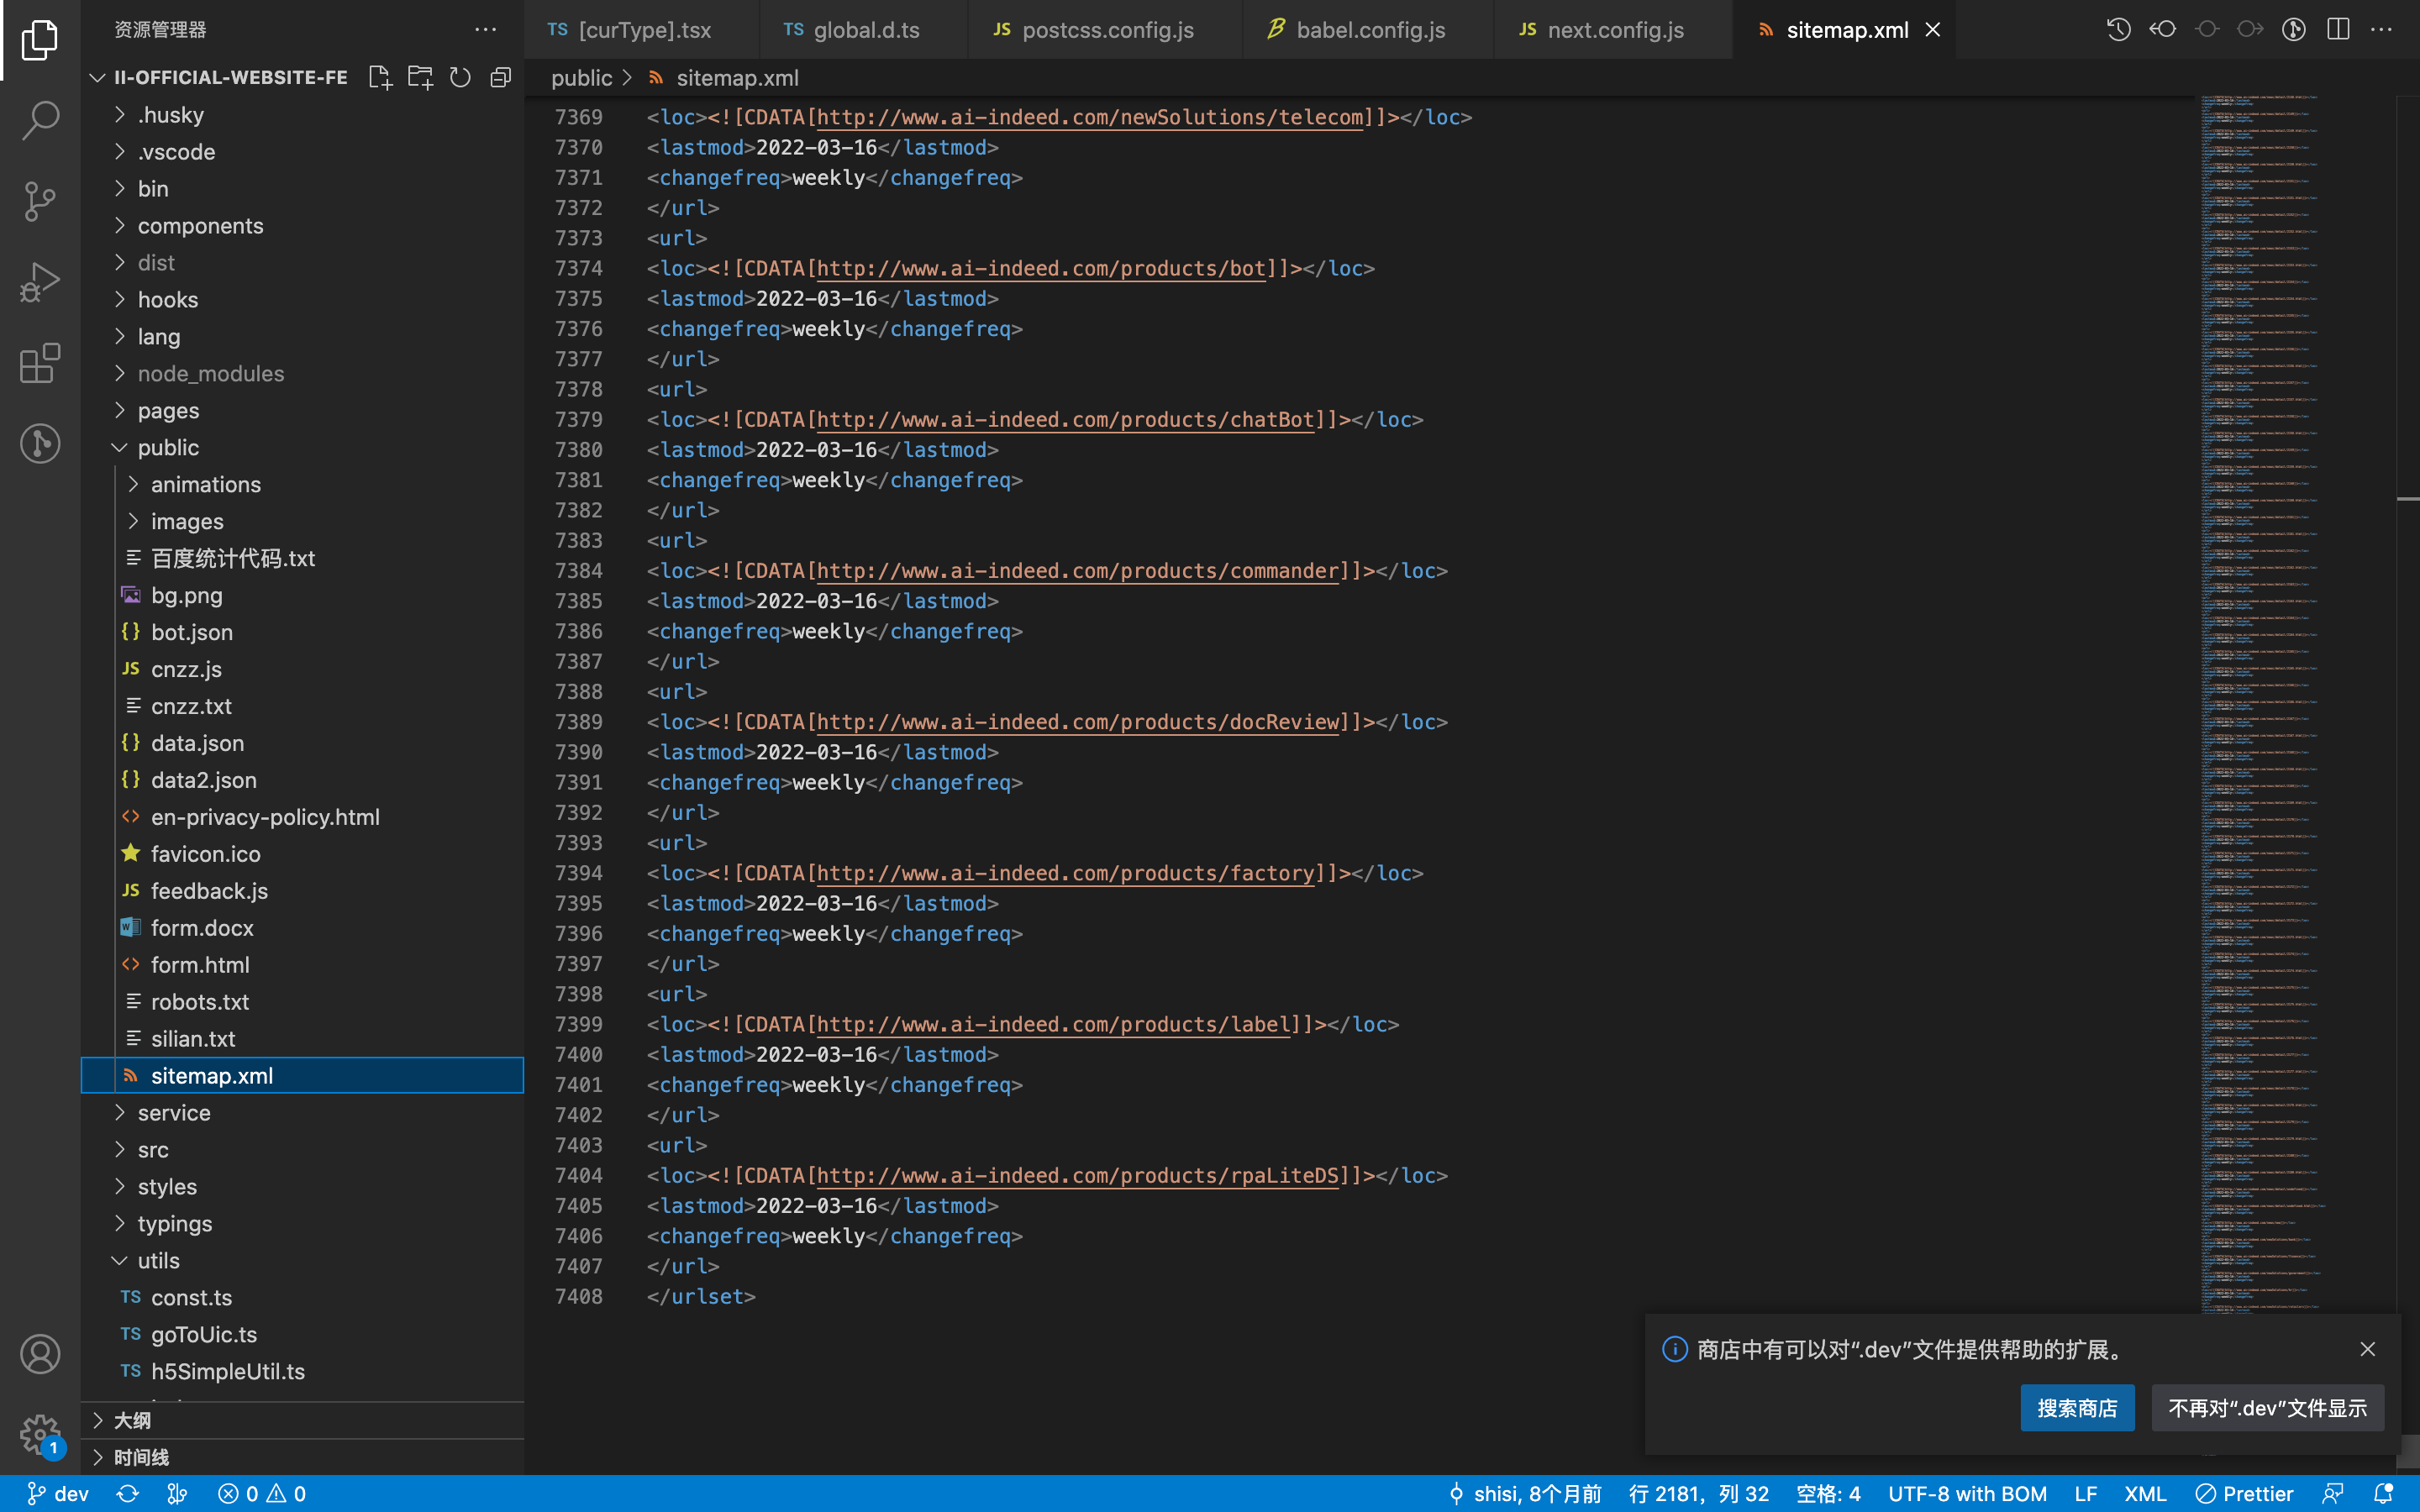 资源管理器
II-OFFICIAL-WEBSITE-FE
.husky
.vscode
bin
components
dist
hooks
lang
node_modules
pages
public
animations
images
百度统计代码.txt
bg.png
bot.json
cnzz.js
cnzz.txt
data.json
data2.json
en-privacy-policy.html
favicon.ico
feedback.js
form.docx
form.html
robots.txt
silian.txt
sitemap.xml
service
src
styles
typings
utils
TS const.ts
TS goToUic.ts
TS h5SimpleUtil.ts
大纲
时间线
TS [curType].tsx TS global.d.ts JS postcss.config.js babel.config.js JS next.config.js sitemap.xml
public > sitemap.xml
7369 <loc><![CDATA[http://www.ai-indeed.com/newSolutions/telecom]]></loc>
7370 <lastmod>2022-03-16</lastmod>
7371 <changefreq>weekly</changefreq>
7372 </url>
7373 <url>
7374 <loc><![CDATA[http://www.ai-indeed.com/products/bot]]></loc>
7375 <lastmod>2022-03-16</lastmod>
7376 <changefreq>weekly</changefreq>
7377 </url>
7378 <url>
7379 <loc><![CDATA[http://www.ai-indeed.com/products/chatBot]]></loc>
7380 <lastmod>2022-03-16</lastmod>
7381 <changefreq>weekly</changefreq>
7382 </url>
7383 <url>
7384 <loc><![CDATA[http://www.ai-indeed.com/products/commander]]></loc>
7385 <lastmod>2022-03-16</lastmod>
7386 <changefreq>weekly</changefreq>
7387 </url>
7388 <url>
7389 <loc><![CDATA[http://www.ai-indeed.com/products/docReview]]></loc>
7390 <lastmod>2022-03-16</lastmod>
7391 <changefreq>weekly</changefreq>
7392 </url>
7393 <url>
7394 <loc><![CDATA[http://www.ai-indeed.com/products/factory]]></loc>
7395 <lastmod>2022-03-16</lastmod>
7396 <changefreq>weekly</changefreq>
7397 </url>
7398 <url>
7399 <loc><![CDATA[http://www.ai-indeed.com/products/label]]></loc>
7400 <lastmod>2022-03-16</lastmod>
7401 <changefreq>weekly</changefreq>
7402 </url>
7403 <url>
7404 <loc><![CDATA[http://www.ai-indeed.com/products/rpaLiteDS]]></loc>
7405 <lastmod>2022-03-16</lastmod>
7406 <changefreq>weekly</changefreq>
7407 </url>
7408 </urlset>
商店中有可以对“.dev”文件提供帮助的扩展。
搜索商店 不再对“.dev”文件显示
1
dev 0 0 shisi, 8个月前 行 2181，列 32 空格: 4 UTF-8 with BOM LF XML Prettier